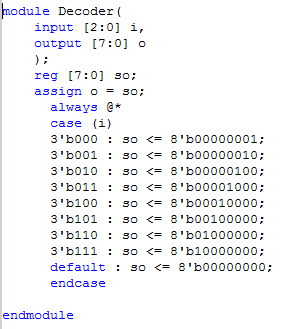 module Decoder(
    input [2:0] i,
    output [7:0] o
    );
    reg [7:0] so;
    assign o = so;
      always @*
      case (i)
      3'b000 : so <= 8'b00000001;
      3'b001 : so <= 8'b00000010;
      3'b010 : so <= 8'b00000100;
      3'b011 : so <= 8'b00001000;
      3'b100 : so <= 8'b00010000;
      3'b101 : so <= 8'b00100000;
      3'b110 : so <= 8'b01000000;
      3'b111 : so <= 8'b10000000;
      default : so <= 8'b00000000;
      endcase

endmodule